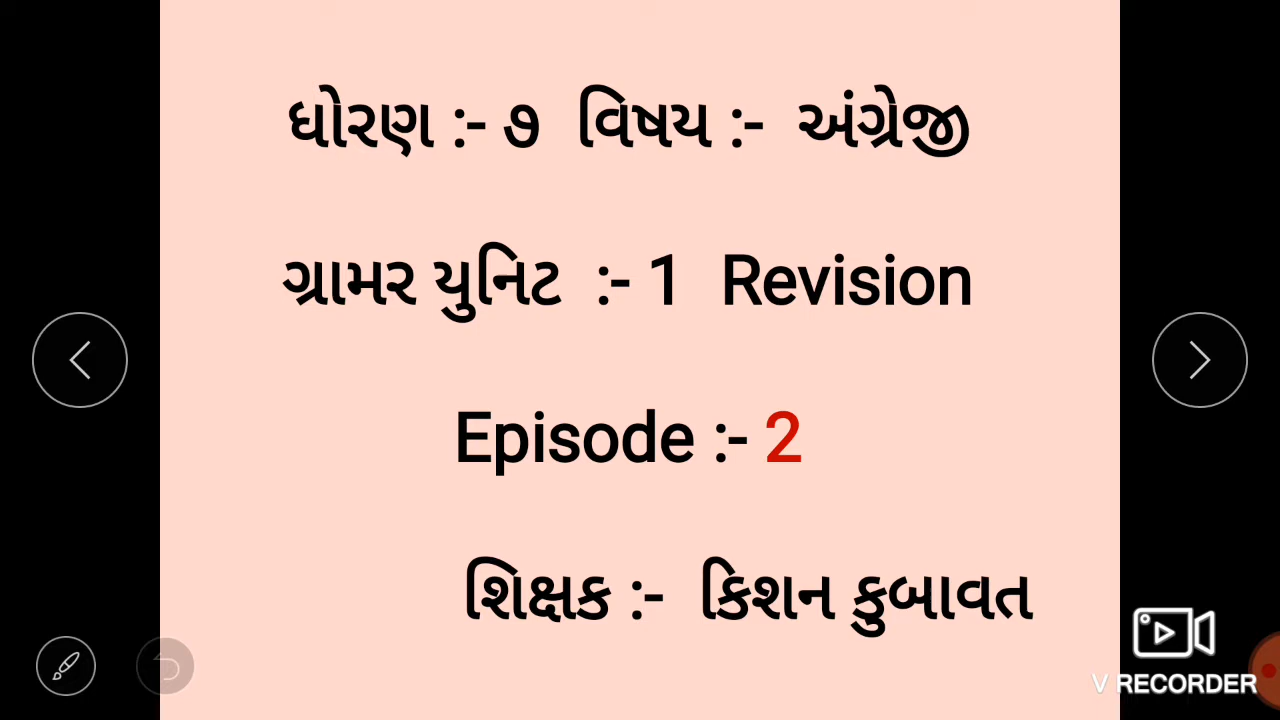 ધોરણ :- ૭ વિષય :- અંગ્રેજી
ગ્રામર યુનિટ :- 1 Revision
Episode :- 2
શિક્ષક :- કિશન કુબાવત
V RECORDER